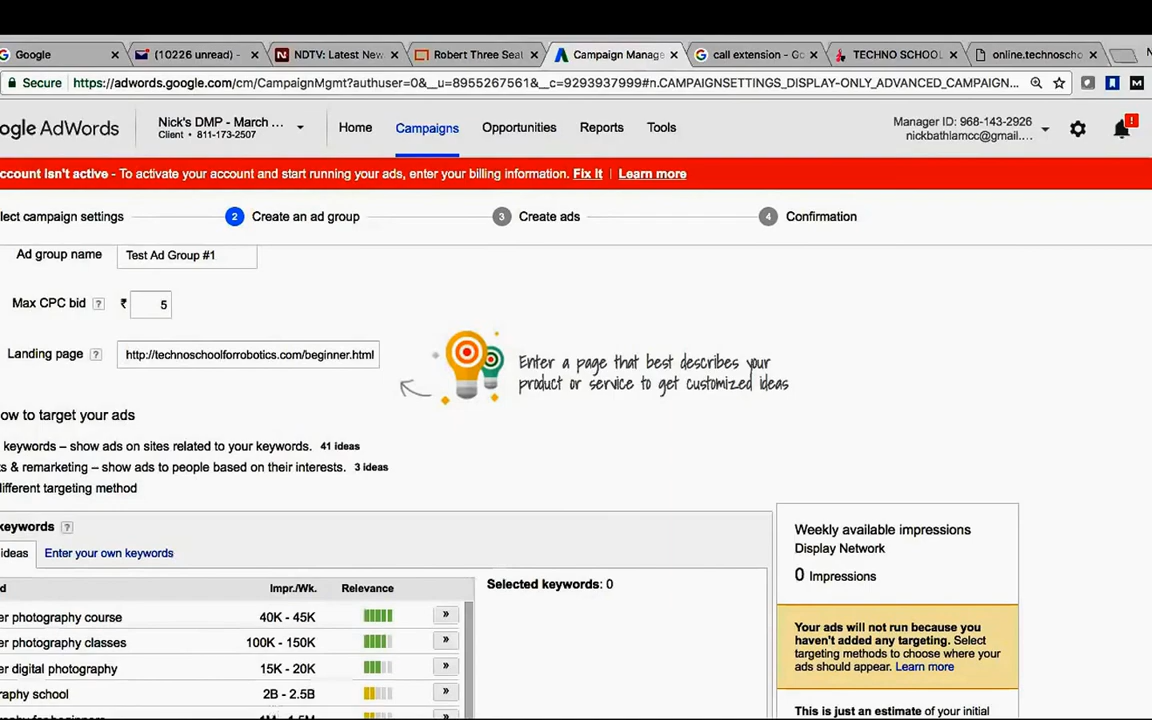 Google
(10226 unread) -
NDTV: Latest New
Robert Three Seat
Campaign Manage
call extension - Go
TECHNO SCHOOL
online.technoscho
Secure
https://adwords.google.com/cm/CampaignMgmt?authuser=0&__u=8955267561&__c=9293937999#n.CAMPAIGNSETTINGS_DISPLAY-ONLY_ADVANCED_CAMPAIGN...
ogle AdWords
Nick's DMP - March ...
Client • 811-173-2507
Home
Campaigns
Opportunities
Reports
Tools
Manager ID: 968-143-2926
nickbathlamcc@gmail....
ccount isn't active - To activate your account and start running your ads, enter your billing information. Fix it | Learn more
lect campaign settings
2 Create an ad group
3 Create ads
4 Confirmation
Ad group name
Test Ad Group #1
Max CPC bid ? ₹ 5
Landing page ? http://technoschoolforrobotics.com/beginner.html
Enter a page that best describes your
product or service to get customized ideas
ow to target your ads
keywords – show ads on sites related to your keywords. 41 ideas
ts & remarketing – show ads to people based on their interests. 3 ideas
different targeting method
keywords ?
ideas
Enter your own keywords
d Impr./Wk. Relevance
Selected keywords: 0
er photography course 40K - 45K »
er photography classes 100K - 150K »
er digital photography 15K - 20K »
raphy school 2B - 2.5B »
Weekly available impressions
Display Network
0 Impressions
Your ads will not run because you
haven't added any targeting. Select
targeting methods to choose where your
ads should appear. Learn more
This is just an estimate of your initial